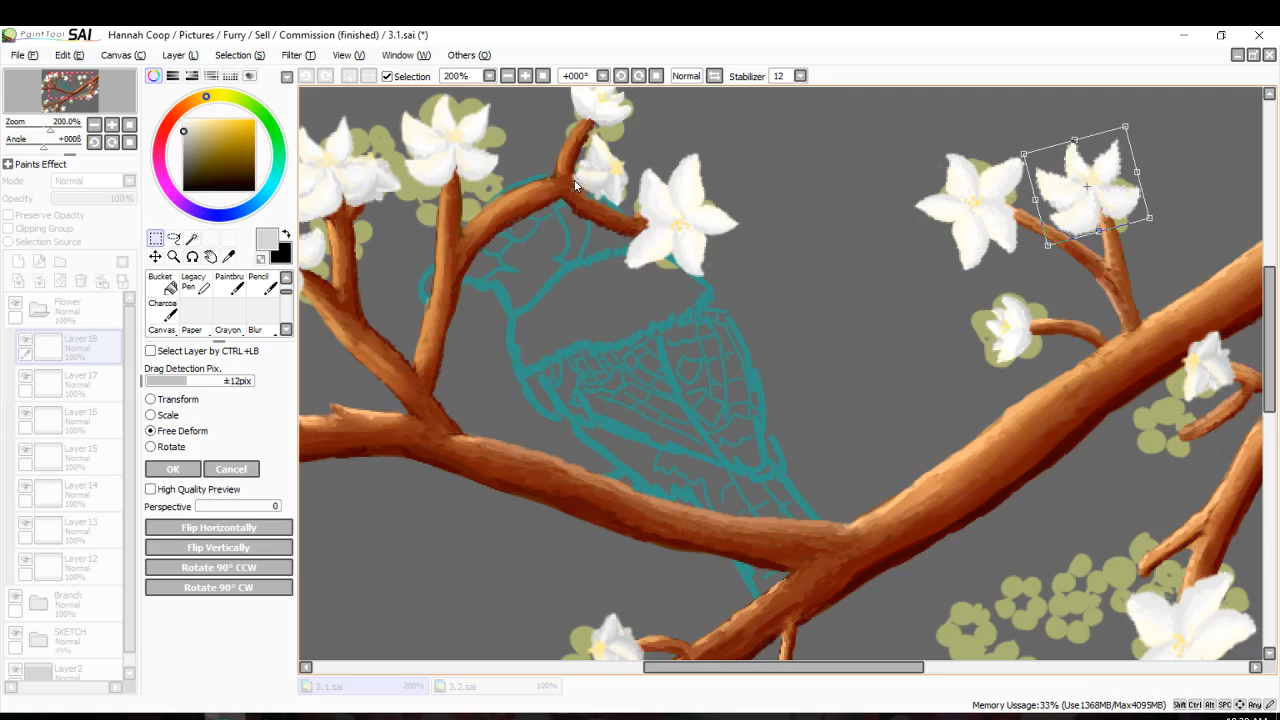 PaintTool SAI Hannah Coop / Pictures / Furry / Sell / Commission (finished) / 3.1.sai (*)
File (F) Edit (E) Canvas (C) Layer (L) Selection (S) Filter (T) View (V) Window (W) Others (O)
Selection 200% +000° Normal Stabilizer 12
Zoom 200.0%
Angle
Paints Effect
Mode Normal
Opacity 100%
Preserve Opacity
Clipping Group
Selection Source
Flower
Normal
100%
Layer18
Normal
100%
Layer17
Normal
100%
Layer16
Normal
100%
Layer15
Normal
100%
Layer14
Normal
100%
Layer13
Normal
100%
Layer12
Normal
100%
Branch
Normal
100%
SKETCH
Normal
49%
Layer2
Bucket Legacy Pen Paintbru Pencil
Charcoa
Canvas. Paper. Crayon. Blur
Select Layer by CTRL+LB
Drag Detection Pix.
±12pix
Transform
Scale
Free Deform
Rotate
OK Cancel
High Quality Preview
Perspective 0
Flip Horizontally
Flip Vertically
Rotate 90° CCW
Rotate 90° CW
3.1.sai 200% 3.2.sai 100%
Memory Usage:33% (Use1368MB/Max4095MB) Shift Ctrl Alt SPC Any